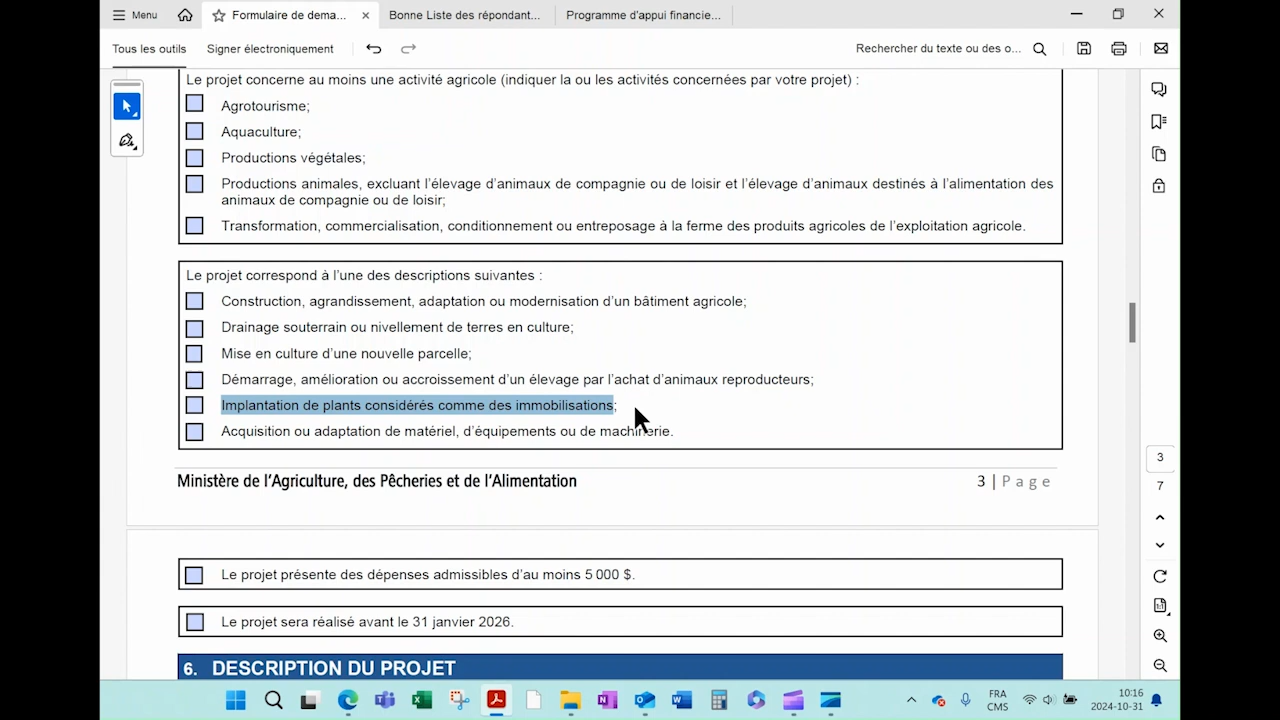 Menu
Formulaire de dema...
Bonne Liste des répondant...
Programme d'appui financie...
Tous les outils
Signer électroniquement
Rechercher du texte ou des o...
Le projet concerne au moins une activité agricole (indiquer la ou les activités concernées par votre projet) :
Agrotourisme;
Aquaculture;
Productions végétales;
Productions animales, excluant l’élevage d’animaux de compagnie ou de loisir et l’élevage d’animaux destinés à l’alimentation des
animaux de compagnie ou de loisir;
Transformation, commercialisation, conditionnement ou entreposage à la ferme des produits agricoles de l’exploitation agricole.
Le projet correspond à l’une des descriptions suivantes :
Construction, agrandissement, adaptation ou modernisation d’un bâtiment agricole;
Drainage souterrain ou nivellement de terres en culture;
Mise en culture d’une nouvelle parcelle;
Démarrage, amélioration ou accroissement d’un élevage par l’achat d’animaux reproducteurs;
Implantation de plants considérés comme des immobilisations;
Acquisition ou adaptation de matériel, d’équipements ou de machinerie.
Ministère de l’Agriculture, des Pêcheries et de l’Alimentation
3 | Page
3
7
Le projet présente des dépenses admissibles d’au moins 5 000 $.
Le projet sera réalisé avant le 31 janvier 2026.
6. DESCRIPTION DU PROJET
FRA
CMS
10:16
2024-10-31